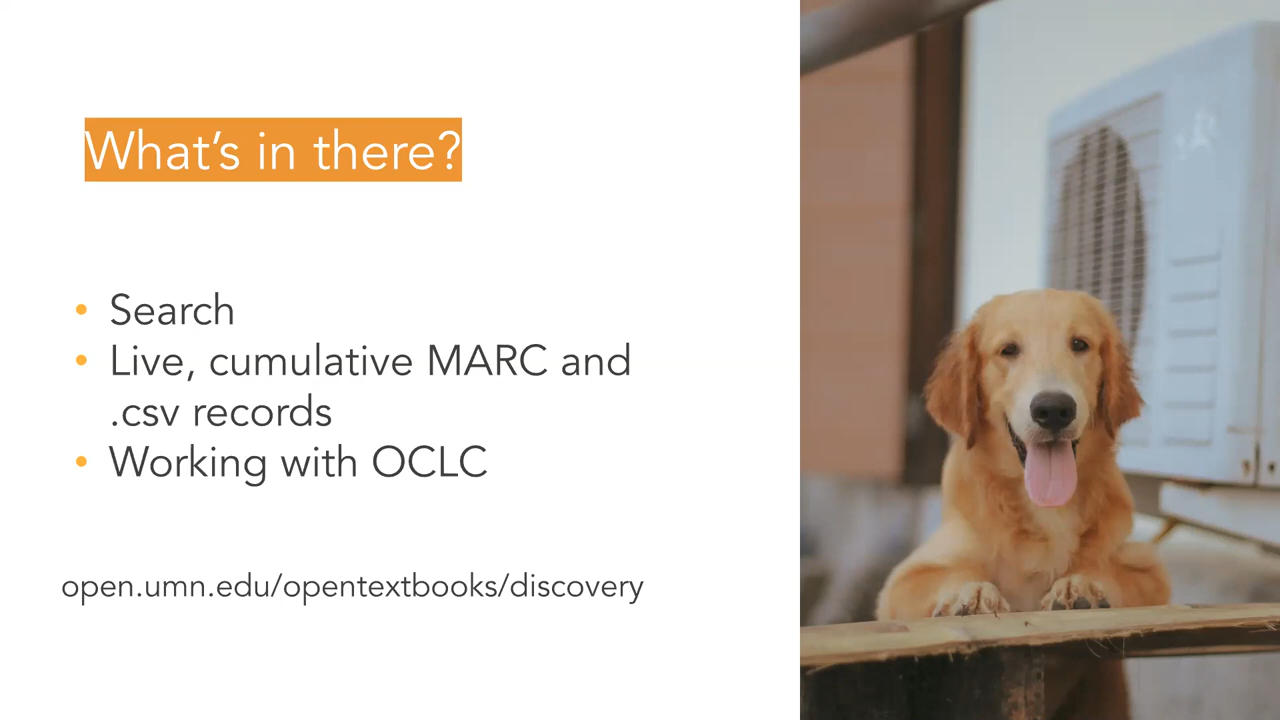 What's in there?
• Search
• Live, cumulative MARC and
.csv records
• Working with OCLC
open.umn.edu/opentextbooks/discovery